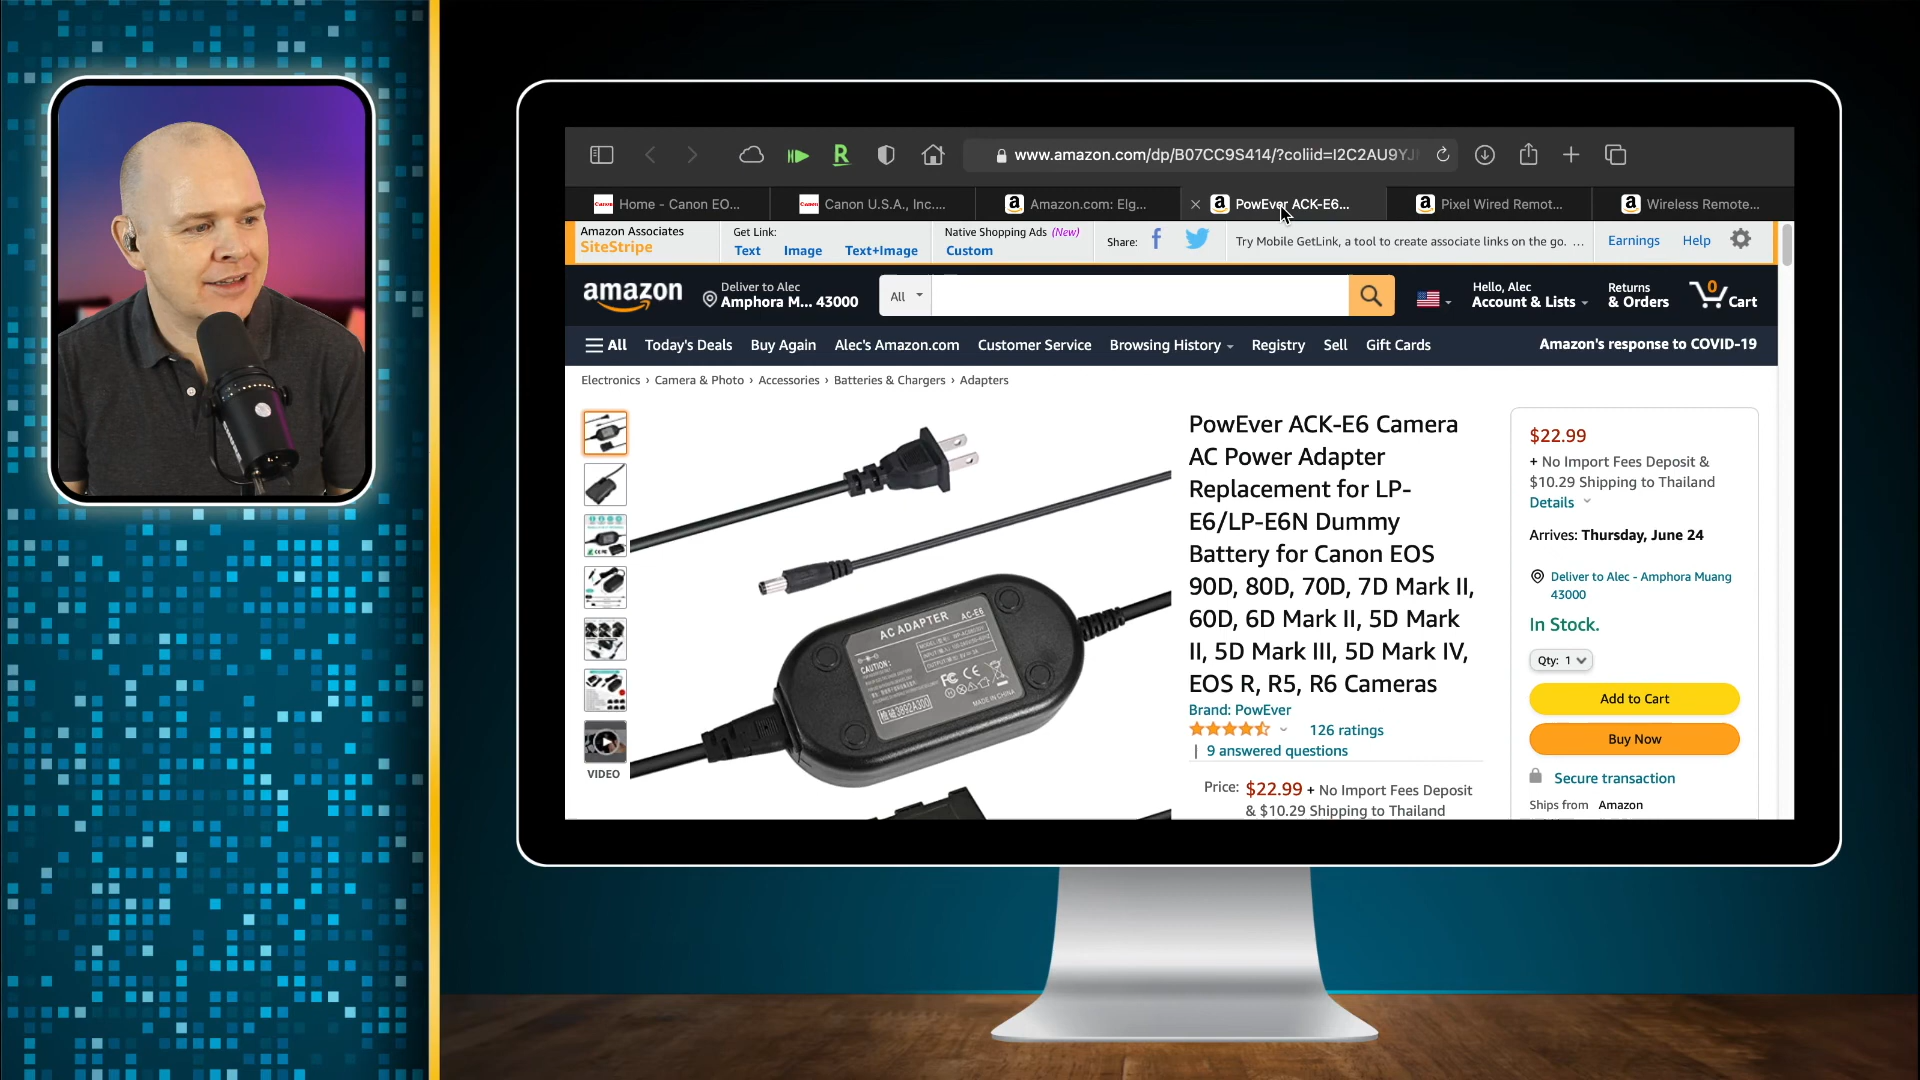 www.amazon.com/dp/B07CC9S414/?coliid=I2C2AU9YJ
Home - Canon EO...
Canon U.S.A., Inc....
Amazon.com: Elg...
PowEver ACK-E6...
Pixel Wired Remot...
Wireless Remote...
Amazon Associates
SiteStripe
Get Link:
Text Image Text+Image
Native Shopping Ads (New)
Custom
Share:
Try Mobile GetLink, a tool to create associate links on the go. ...
Earnings
Help
amazon
Deliver to Alec
Amphora M... 43000
All
Hello, Alec
Account & Lists
Returns
& Orders
0
Cart
All
Today's Deals
Buy Again
Alec's Amazon.com
Customer Service
Browsing History
Registry
Sell
Gift Cards
Amazon's response to COVID-19
Electronics › Camera & Photo › Accessories › Batteries & Chargers › Adapters
VIDEO
AC ADAPTER AC-E6
CAUTION:
FC CE
MADE IN CHINA
3892A300
PowEver ACK-E6 Camera
AC Power Adapter
Replacement for LP-
E6/LP-E6N Dummy
Battery for Canon EOS
90D, 80D, 70D, 7D Mark II,
60D, 6D Mark II, 5D Mark
II, 5D Mark III, 5D Mark IV,
EOS R, R5, R6 Cameras
Brand: PowEver
126 ratings
| 9 answered questions
Price: $22.99 + No Import Fees Deposit
& $10.29 Shipping to Thailand
$22.99
+ No Import Fees Deposit &
$10.29 Shipping to Thailand
Details
Arrives: Thursday, June 24
Deliver to Alec - Amphora Muang
43000
In Stock.
Qty: 1
Add to Cart
Buy Now
Secure transaction
Ships from Amazon